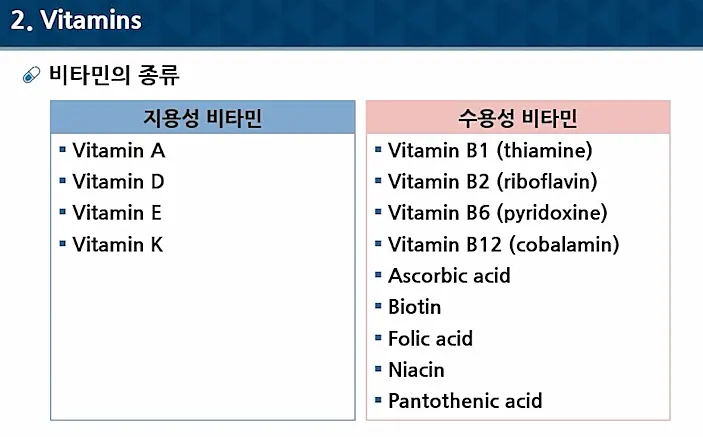 2. Vitamins
비타민의 종류
지용성 비타민
▪ Vitamin A
▪ Vitamin D
▪ Vitamin E
▪ Vitamin K
수용성 비타민
▪ Vitamin B1 (thiamine)
▪ Vitamin B2 (riboflavin)
▪ Vitamin B6 (pyridoxine)
▪ Vitamin B12 (cobalamin)
▪ Ascorbic acid
▪ Biotin
▪ Folic acid
▪ Niacin
▪ Pantothenic acid